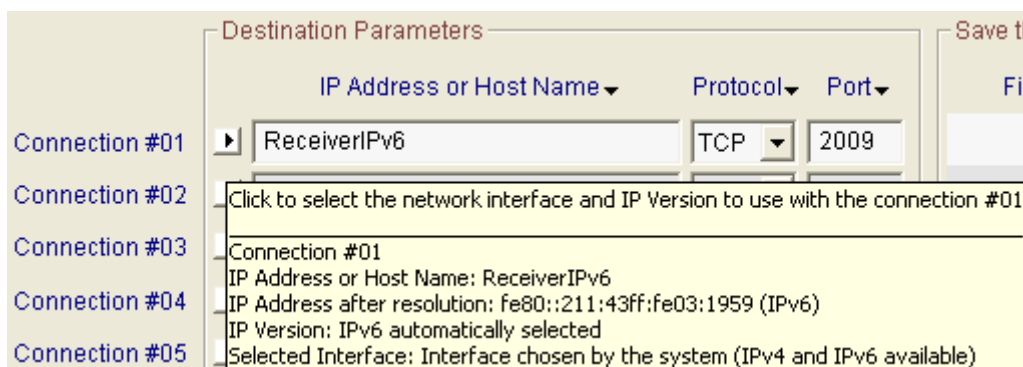 Destination Parameters
Save t
IP Address or Host Name
Protocol
Port
Fi
Connection #01
ReceiverIPv6
TCP
2009
Connection #02
Click to select the network interface and IP Version to use with the connection #01
Connection #03
Connection #01
IP Address or Host Name: ReceiverIPv6
Connection #04
IP Address after resolution: fe80::211:43ff:fe03:1959 (IPv6)
IP Version: IPv6 automatically selected
Connection #05
Selected Interface: Interface chosen by the system (IPv4 and IPv6 available)